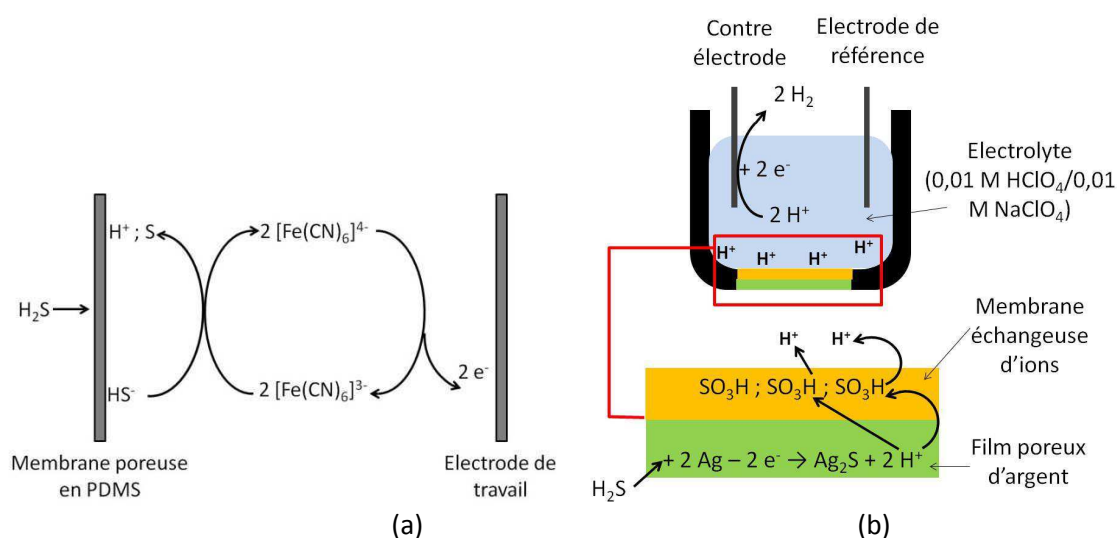 H⁺ ; S
2 [Fe(CN)₆]⁴⁻
H₂S
HS⁻
2 [Fe(CN)₆]³⁻
2 e⁻
Membrane poreuse
en PDMS
Electrode de
travail
(a)
Contre
électrode
Electrode de
référence
2 H₂
+ 2 e⁻
2 H⁺
Electrolyte
(0,01 M HClO₄/0,01
M NaClO₄)
H⁺
H⁺
H⁺
H⁺
H⁺
H⁺
Membrane
échangeuse
d'ions
SO₃H ; SO₃H ; SO₃H
+ 2 Ag – 2 e⁻ → Ag₂S + 2 H⁺
Film poreux
d'argent
H₂S
(b)